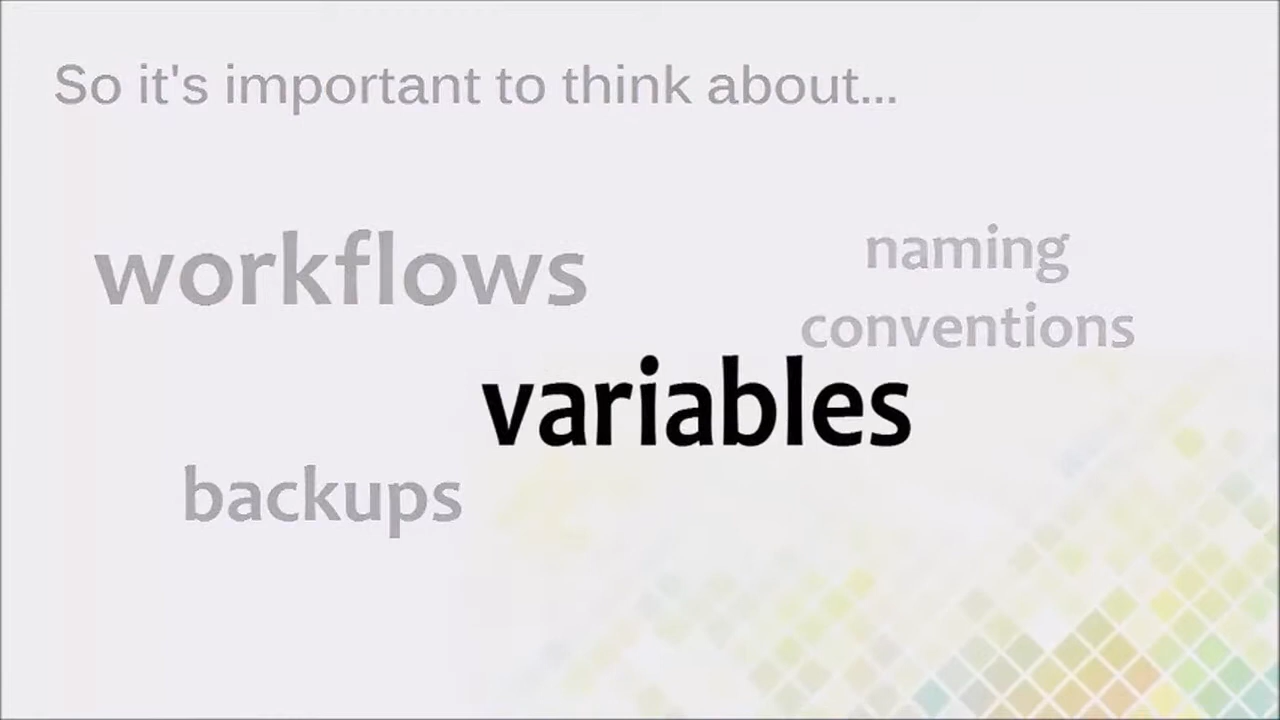 So it's important to think about...
workflows
naming
conventions
variables
backups